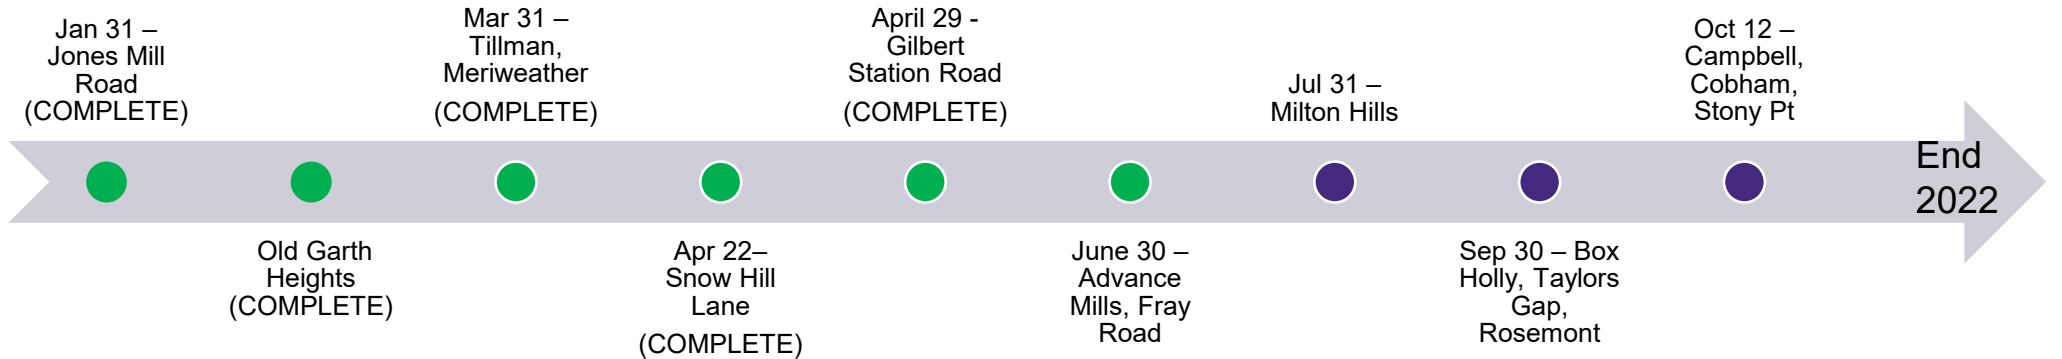 Jan 31 –
Jones Mill
Road
(COMPLETE)
Old Garth
Heights
(COMPLETE)
Mar 31 –
Tillman,
Meriweather
(COMPLETE)
Apr 22–
Snow Hill
Lane
(COMPLETE)
April 29 -
Gilbert
Station Road
(COMPLETE)
June 30 –
Advance
Mills, Fray
Road
Jul 31 –
Milton Hills
Sep 30 – Box
Holly, Taylors
Gap,
Rosemont
Oct 12 –
Campbell,
Cobham,
Stony Pt
End
2022